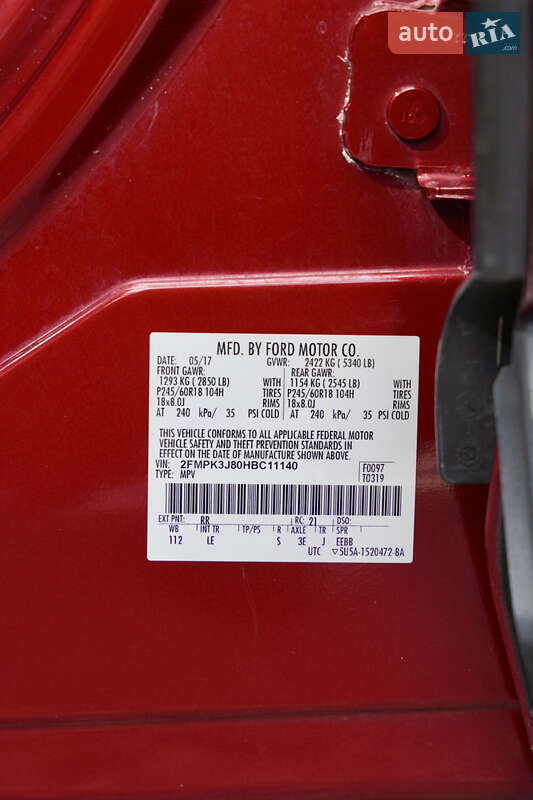 auto RIA .com
MFD. BY FORD MOTOR CO.
DATE: 05/17 GVWR: 2422 KG ( 5340 LB)
FRONT GAWR: REAR GAWR:
1293 KG ( 2850 LB) WITH 1154 KG ( 2545 LB) WITH
P245/60R18 104H TIRES P245/60R18 104H TIRES
18x8.0J RIMS 18x8.0J RIMS
AT 240 kPa/ 35 PSI COLD AT 240 kPa/ 35 PSI COLD
THIS VEHICLE CONFORMS TO ALL APPLICABLE FEDERAL MOTOR
VEHICLE SAFETY AND THEFT PREVENTION STANDARDS IN
EFFECT ON THE DATE OF MANUFACTURE SHOWN ABOVE.
VIN: 2FMPK3J80HBC11140 F0097
TYPE: MPV T0319
EXT PNT: RR RC: 21 DSO:
WB INT TR TP/PS R AXLE TR SPR
112 LE S 3E J EEBB
UTC ▽5U5A-1520472-BA